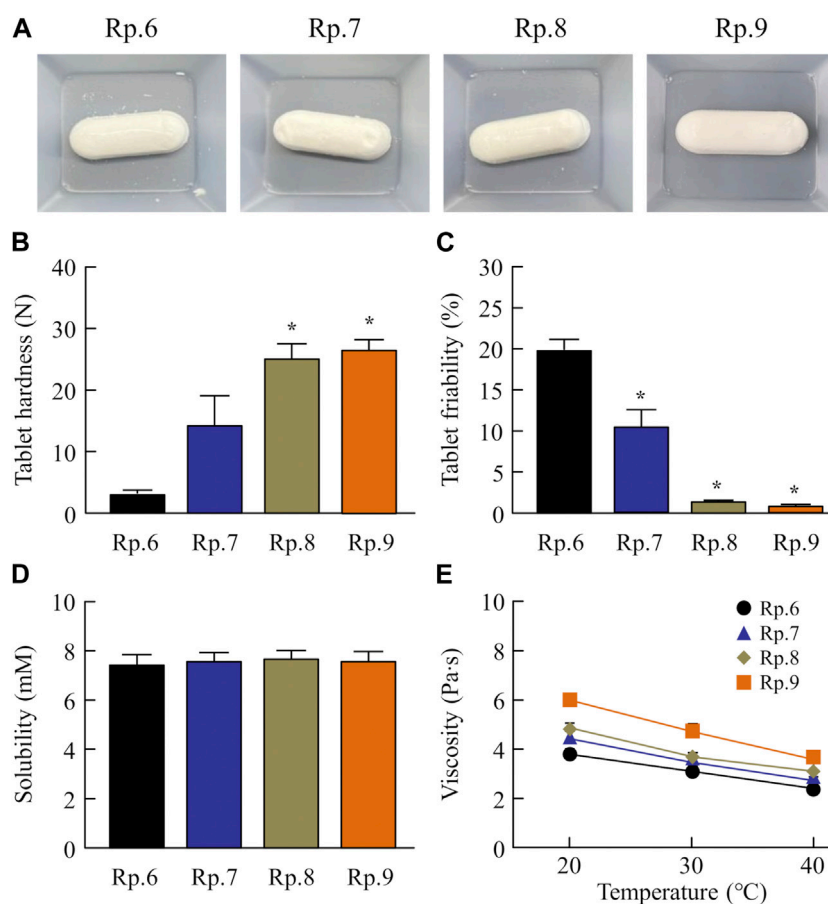 A
Rp.6 Rp.7 Rp.8 Rp.9
B
Tablet hardness (N)
40
30
20
10
0
* *
Rp.6 Rp.7 Rp.8 Rp.9
C
Tablet friability (%)
30
25
20
15
10
5
0
* * *
Rp.6 Rp.7 Rp.8 Rp.9
D
Solubility (mM)
10
8
6
4
2
0
Rp.6 Rp.7 Rp.8 Rp.9
E
Viscosity (Pa·s)
10
8
6
4
2
0
Rp.6
Rp.7
Rp.8
Rp.9
20 30 40
Temperature (°C)